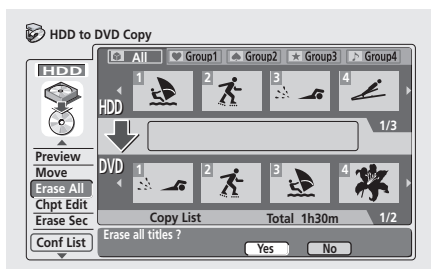 HDD to DVD Copy
HDD
All Group1 Group2 Group3 Group4
1 2 3 4
HDD
1/3
Preview
Move
Erase All
Chpt Edit
Erase Sec
Conf List
DVD
1 2 3 4
Copy List Total 1h30m 1/2
Erase all titles ?
Yes No